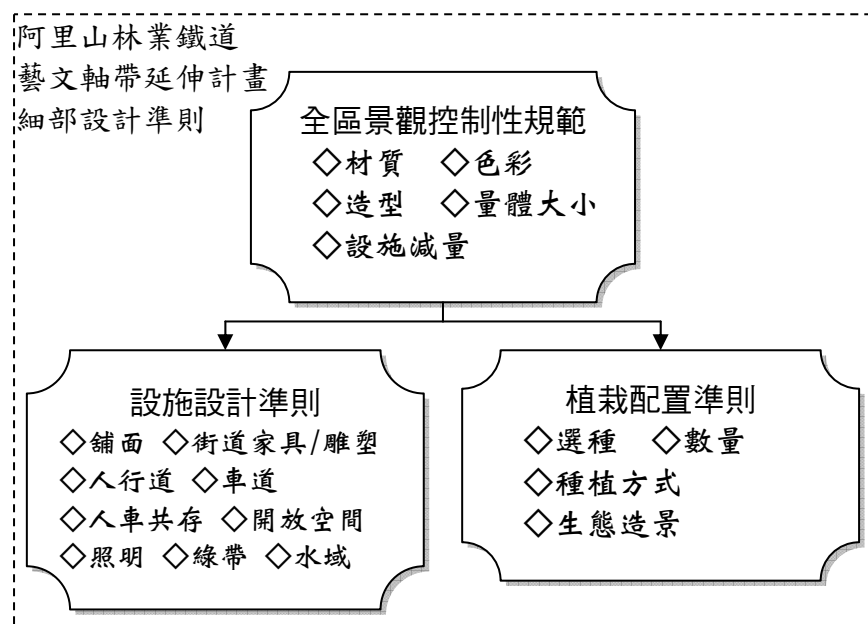 阿里山林業鐵道
藝文軸帶延伸計畫
細部設計準則
全區景觀控制性規範
◇材質 ◇色彩
◇造型 ◇量體大小
◇設施減量
設施設計準則
◇舖面 ◇街道家具/雕塑
◇人行道 ◇車道
◇人車共存 ◇開放空間
◇照明 ◇綠帶 ◇水域
植栽配置準則
◇選種 ◇數量
◇種植方式
◇生態造景